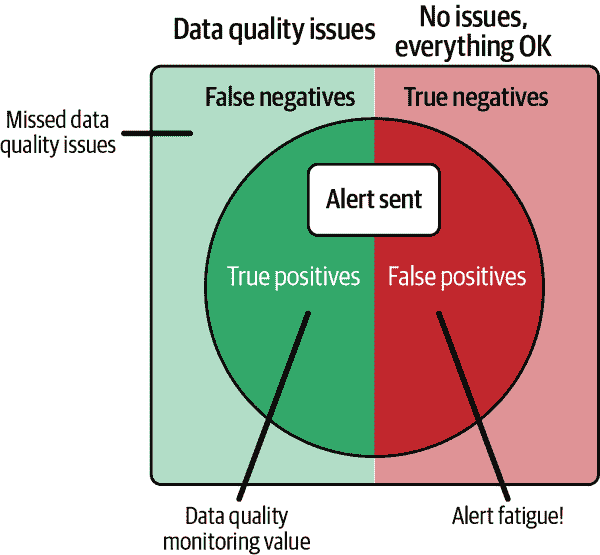 Data quality issues
No issues,
everything OK
False negatives
True negatives
Missed data
quality issues
Alert sent
True positives
False positives
Data quality
monitoring value
Alert fatigue!